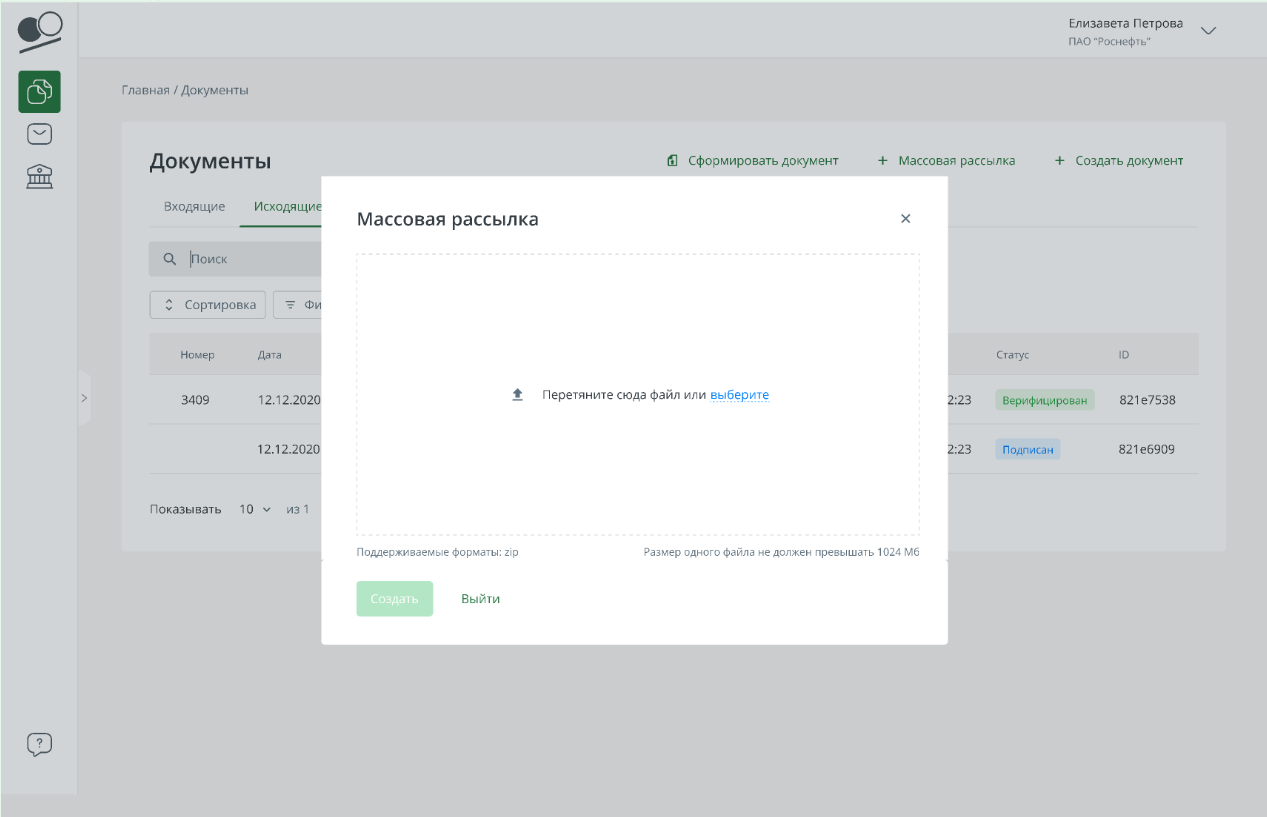 Елизавета Петрова
ПАО "Роснефть"
Главная / Документы
Документы
Сформировать документ
+ Массовая рассылка
+ Создать документ
Входящие
Исходящие
Массовая рассылка
Поиск
Сортировка
Фи
Номер
Дата
Статус
ID
Перетяните сюда файл или выберите
3409
12.12.2020
2:23
Верифицирован
821e7538
12.12.2020
2:23
Подписан
821e6909
Показывать 10 из 1
Поддерживаемые форматы: zip
Размер одного файла не должен превышать 1024 Мб
Создать
Выйти
?